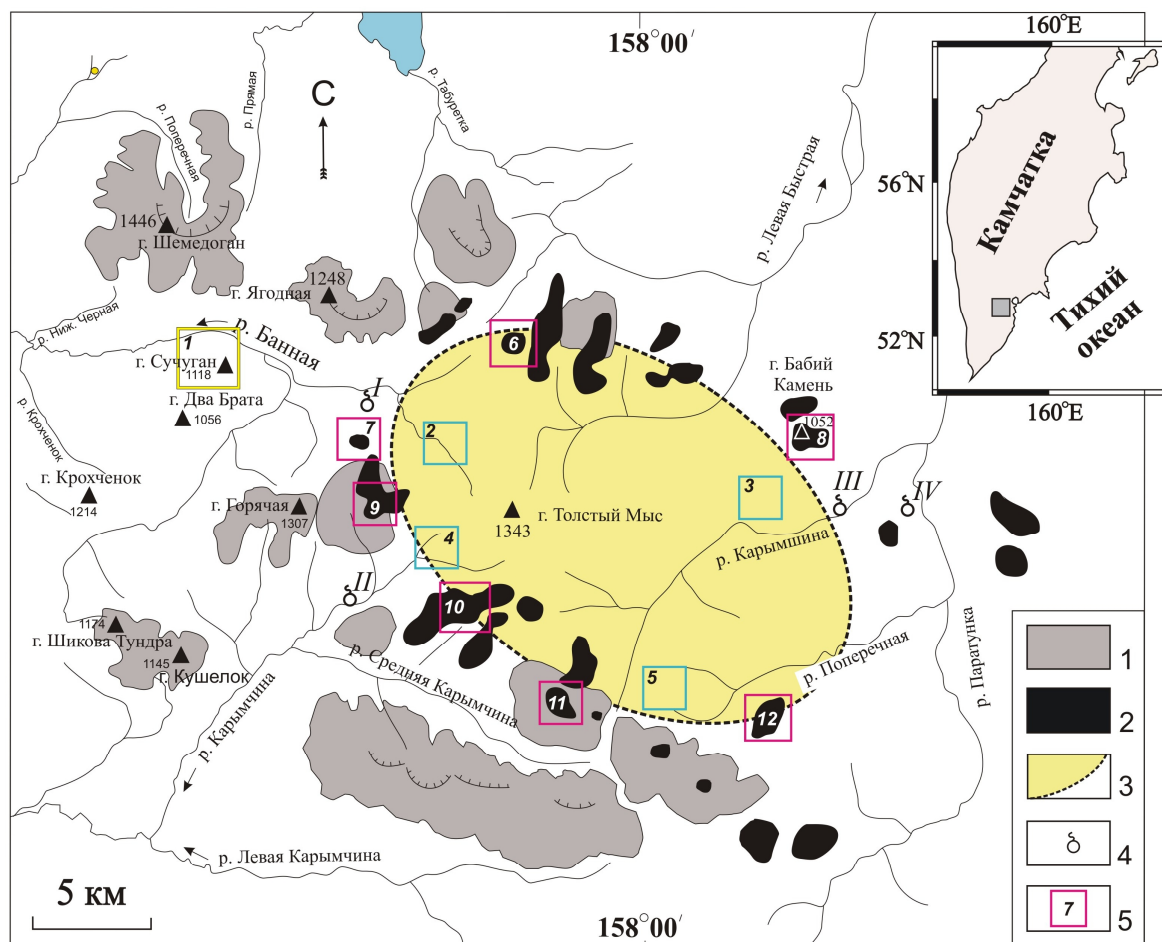 158°00′
160°E
С
р. Табуретка
р. Прямая
р. Поперечная
1446
г. Шемедоган
1248
г. Ягодная
р. Левая Быстрая
56°N
52°N
Камчатка
Тихий
океан
160°E
р. Ниж. Черная
р. Банная
1
г. Сучуган
1118
г. Два Брата
1056
р. Крохченок
г. Крохченок
1214
I
6
7
2
г. Бабий
Камень
1052
8
9
3
III
IV
г. Горячая
1307
1343
г. Толстый Мыс
4
р. Карымшина
II
10
1174
г. Шикова Тундра
1145
г. Кушелок
р. Средняя Карымчина
р. Карымчина
5
11
12
р. Поперечная
р. Паратунка
р. Левая Карымчина
5 км
158°00′
1
2
3
4
7
5